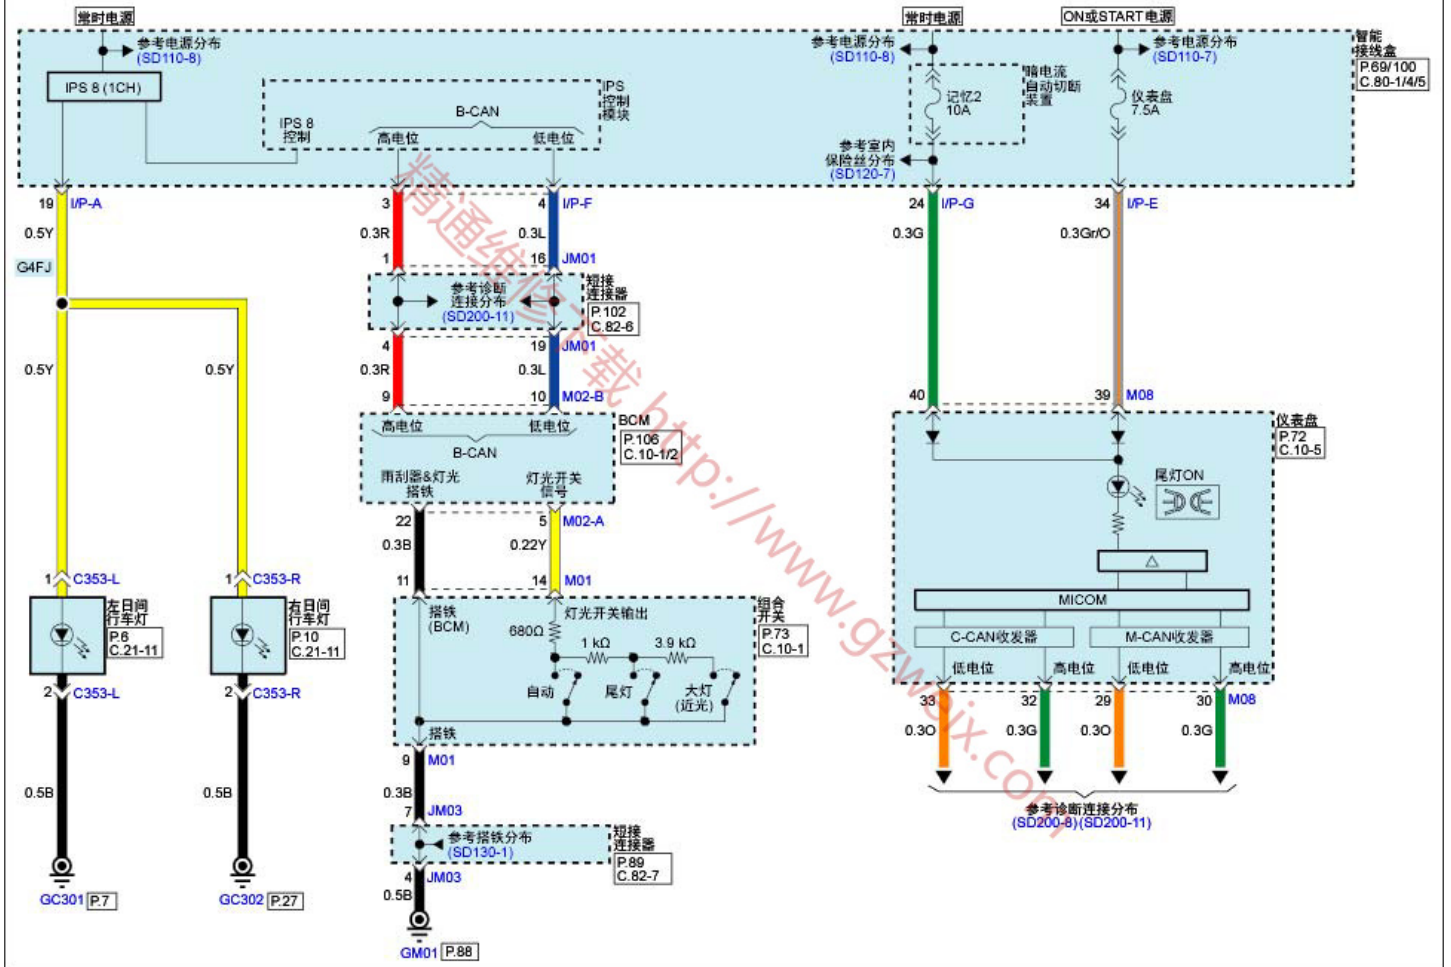 常时电源
常时电源
ON或START电源
参考电源分布
(SD110-8)
参考电源分布
(SD110-8)
参考电源分布
(SD110-7)
智能
接线盒
P.69/100
C.80-1/4/5
IPS 8 (1CH)
IPS 8
控制
B-CAN
高电位
低电位
IPS
控制
模块
记忆2
10A
暗电流
自动切断
装置
仪表盘
7.5A
参考室内
保险丝分布
(SD120-7)
19
I/P-A
3
4
I/P-F
24
I/P-G
34
I/P-E
0.5Y
0.3R
0.3L
0.3G
0.3Gr/O
G4FJ
1
16
JM01
参考诊断
连接分布
(SD200-11)
短接
连接器
P.102
C.82-6
4
19
JM01
0.5Y
0.5Y
0.3R
0.3L
9
10
M02-B
40
39
M08
高电位
低电位
B-CAN
BCM
P.106
C.10-1/2
雨刮器&灯光
搭铁
灯光开关
信号
仪表盘
P.72
C.10-5
尾灯ON
22
5
M02-A
0.3B
0.22Y
11
14
M01
1
C353-L
1
C353-R
左日间
行车灯
P.6
C.21-11
右日间
行车灯
P.10
C.21-11
搭铁
(BCM)
灯光开关输出
680Ω
1 kΩ
3.9 kΩ
自动
尾灯
大灯
(近光)
搭铁
组合
开关
P.73
C.10-1
MICOM
C-CAN收发器
M-CAN收发器
低电位
高电位
低电位
高电位
2
C353-L
2
C353-R
33
32
29
30
M08
0.3O
0.3G
0.3O
0.3G
9
M01
0.5B
0.5B
0.3B
7
JM03
参考诊断连接分布
(SD200-8)(SD200-11)
参考搭铁分布
(SD130-1)
短接
连接器
P.89
C.82-7
4
JM03
0.5B
GC301
P.7
GC302
P.27
GM01
P.88
精通维修下载 http://www.gzweix.com